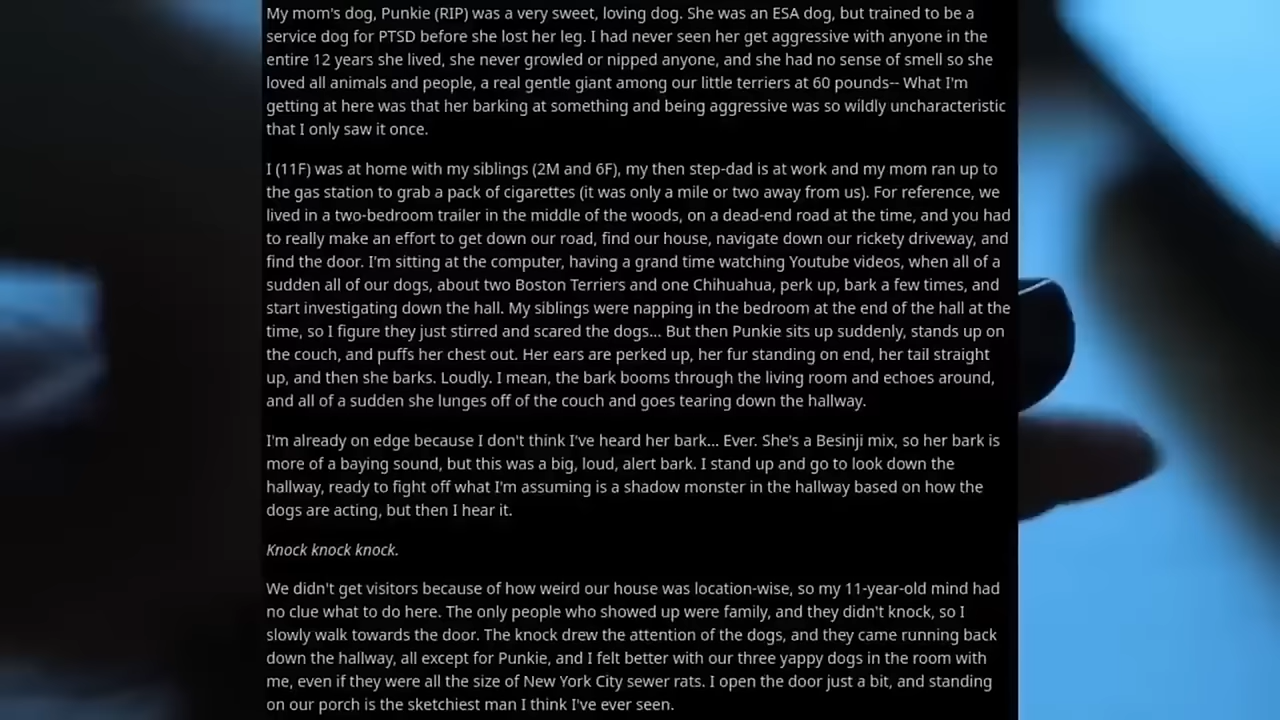 My mom's dog, Punkie (RIP) was a very sweet, loving dog. She was an ESA dog, but trained to be a
service dog for PTSD before she lost her leg. I had never seen her get aggressive with anyone in the
entire 12 years she lived, she never growled or nipped anyone, and she had no sense of smell so she
loved all animals and people, a real gentle giant among our little terriers at 60 pounds-- What I'm
getting at here was that her barking at something and being aggressive was so wildly uncharacteristic
that I only saw it once.
I (11F) was at home with my siblings (2M and 6F), my then step-dad is at work and my mom ran up to
the gas station to grab a pack of cigarettes (it was only a mile or two away from us). For reference, we
lived in a two-bedroom trailer in the middle of the woods, on a dead-end road at the time, and you had
to really make an effort to get down our road, find our house, navigate down our rickety driveway, and
find the door. I'm sitting at the computer, having a grand time watching Youtube videos, when all of a
sudden all of our dogs, about two Boston Terriers and one Chihuahua, perk up, bark a few times, and
start investigating down the hall. My siblings were napping in the bedroom at the end of the hall at the
time, so I figure they just stirred and scared the dogs... But then Punkie sits up suddenly, stands up on
the couch, and puffs her chest out. Her ears are perked up, her fur standing on end, her tail straight
up, and then she barks. Loudly. I mean, the bark booms through the living room and echoes around,
and all of a sudden she lunges off of the couch and goes tearing down the hallway.
I'm already on edge because I don't think I've heard her bark... Ever. She's a Besinji mix, so her bark is
more of a baying sound, but this was a big, loud, alert bark. I stand up and go to look down the
hallway, ready to fight off what I'm assuming is a shadow monster in the hallway based on how the
dogs are acting, but then I hear it.
Knock knock knock.
We didn't get visitors because of how weird our house was location-wise, so my 11-year-old mind had
no clue what to do here. The only people who showed up were family, and they didn't knock, so I
slowly walk towards the door. The knock drew the attention of the dogs, and they came running back
down the hallway, all except for Punkie, and I felt better with our three yappy dogs in the room with
me, even if they were all the size of New York City sewer rats. I open the door just a bit, and standing
on our porch is the sketchiest man I think I've ever seen.